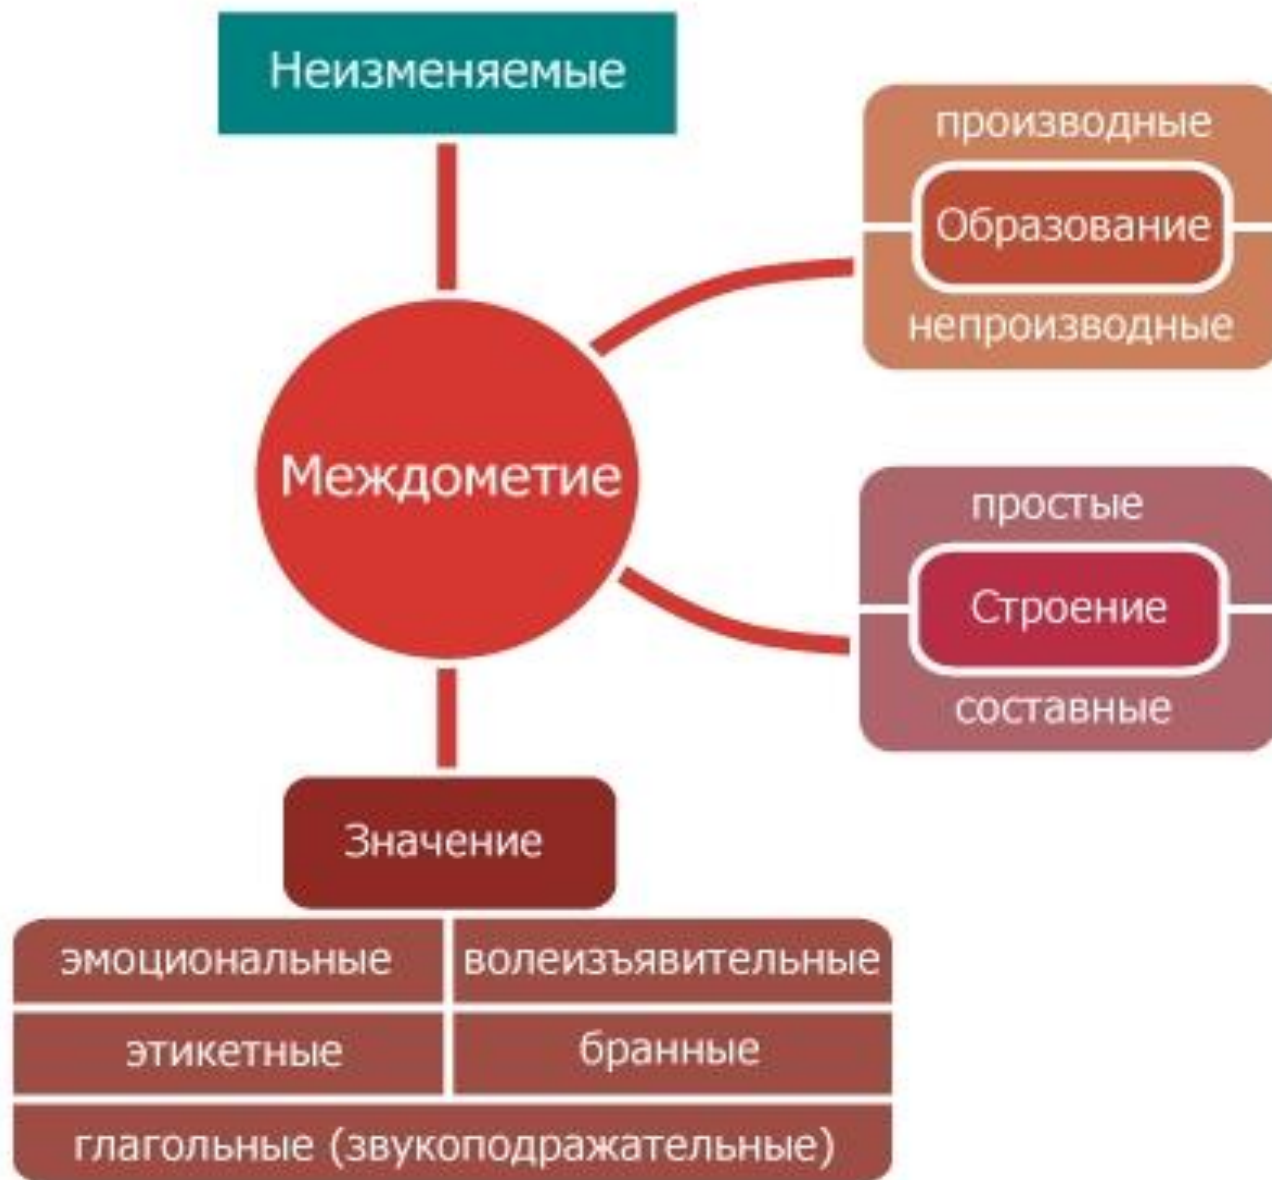 Неизменяемые
производные
Образование
непроизводные
Междометие
простые
Строение
составные
Значение
эмоциональные
волеизъявительные
этикетные
бранные
глагольные (звукоподражательные)